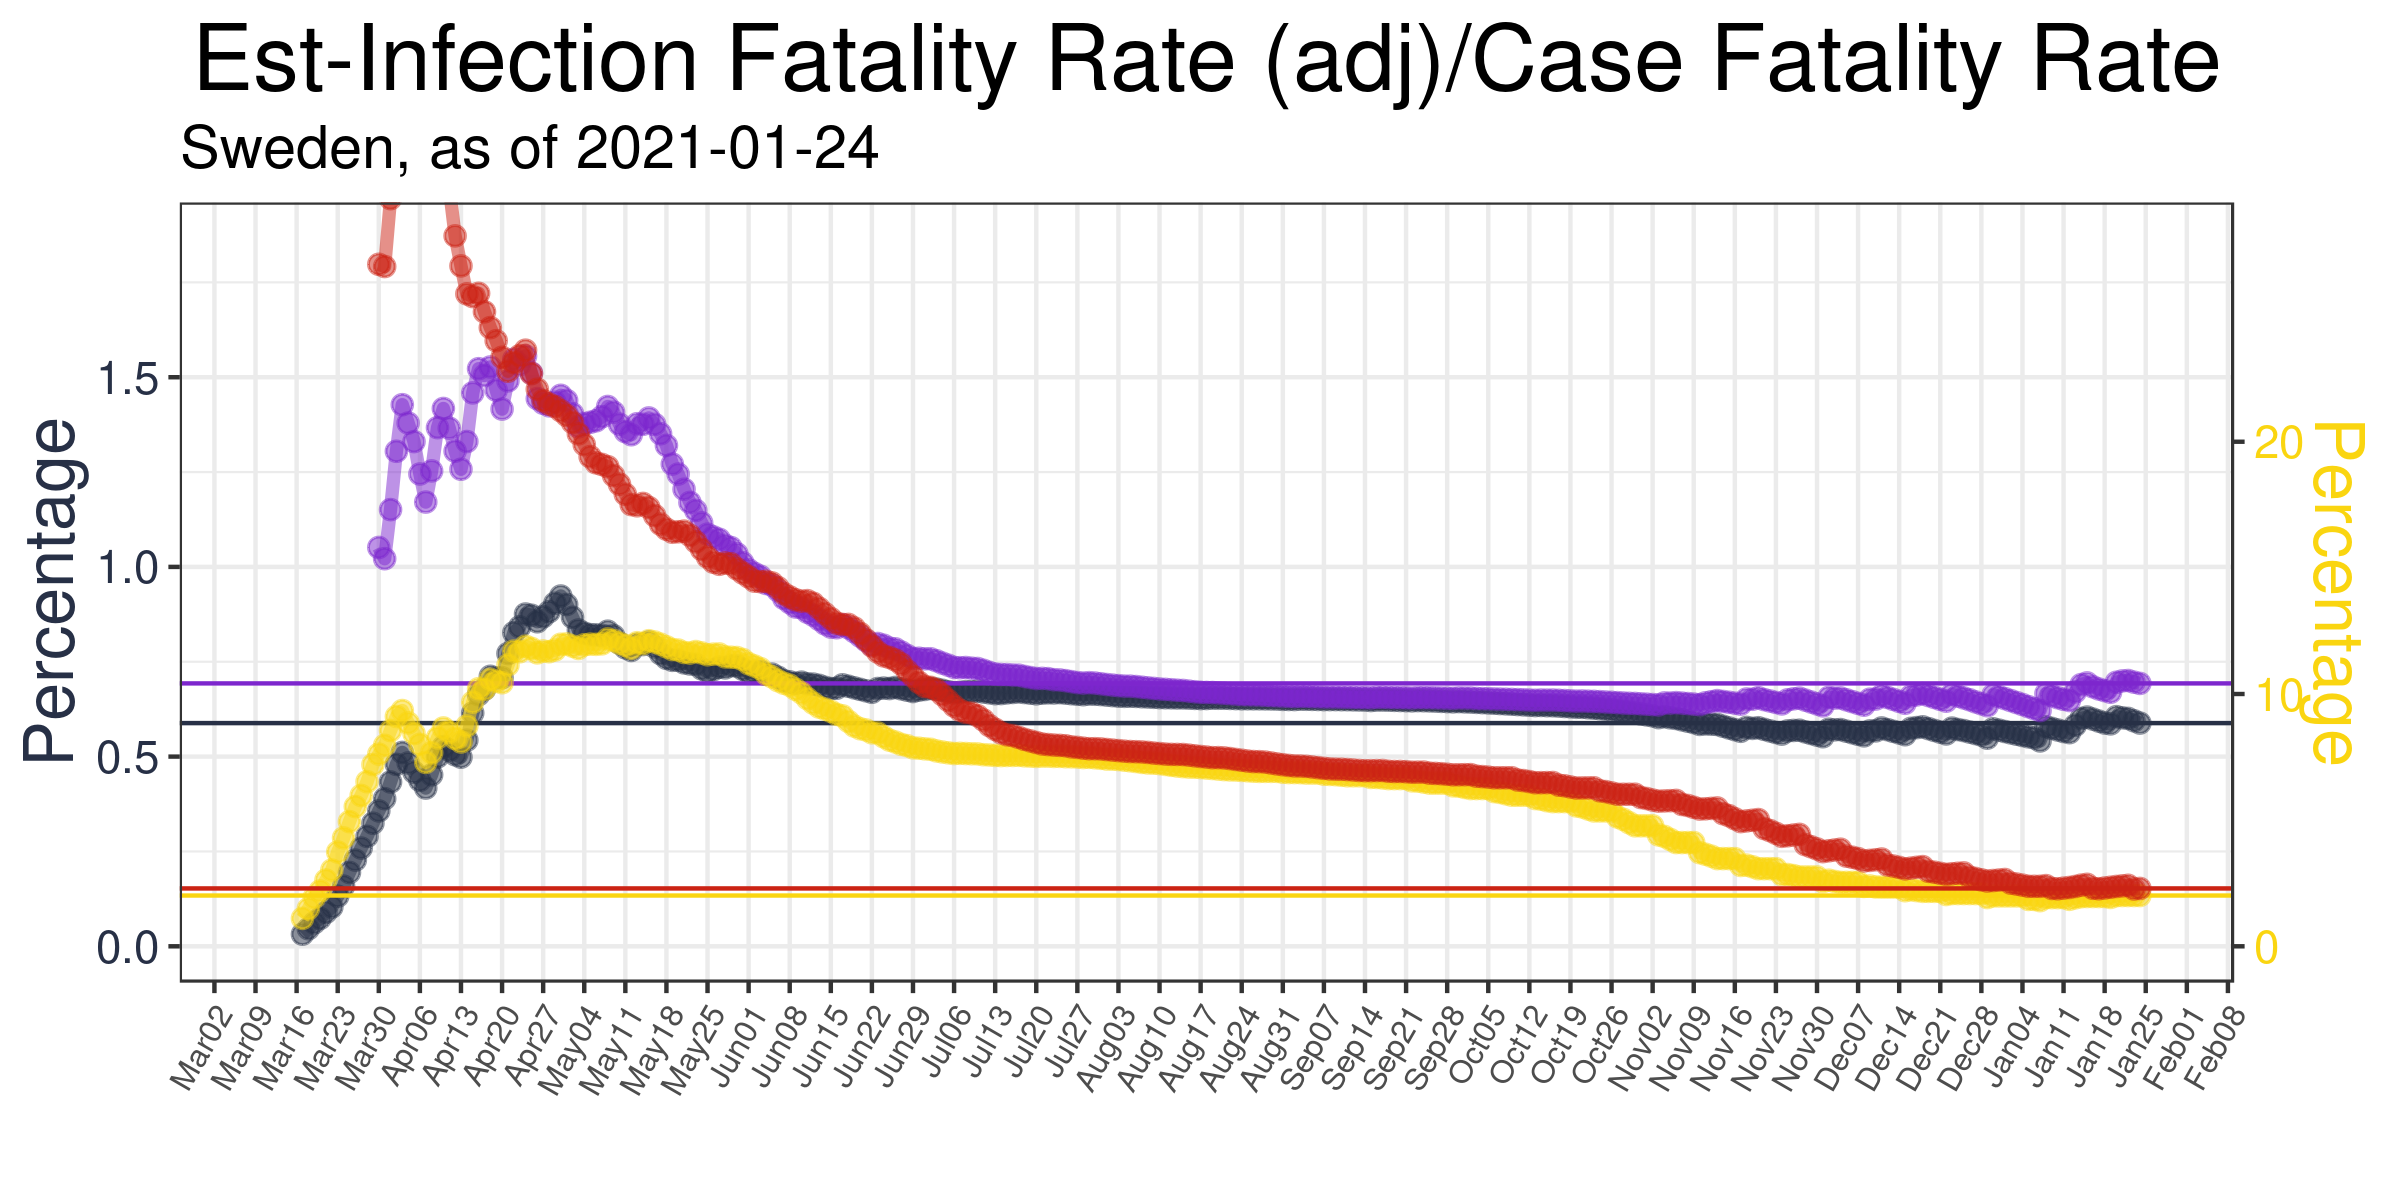 Est-Infection Fatality Rate (adj)/Case Fatality Rate
Sweden, as of 2021-01-24
Percentage
1.5
1.0
0.5
0.0
20
10
0
Percentage
Mar02
Mar09
Mar16
Mar23
Mar30
Apr06
Apr13
Apr20
Apr27
May04
May11
May18
May25
Jun01
Jun08
Jun15
Jun22
Jun29
Jul06
Jul13
Jul20
Jul27
Aug03
Aug10
Aug17
Aug24
Aug31
Sep07
Sep14
Sep21
Sep28
Oct05
Oct12
Oct19
Oct26
Nov02
Nov09
Nov16
Nov23
Nov30
Dec07
Dec14
Dec21
Dec28
Jan04
Jan11
Jan18
Jan25
Feb01
Feb08